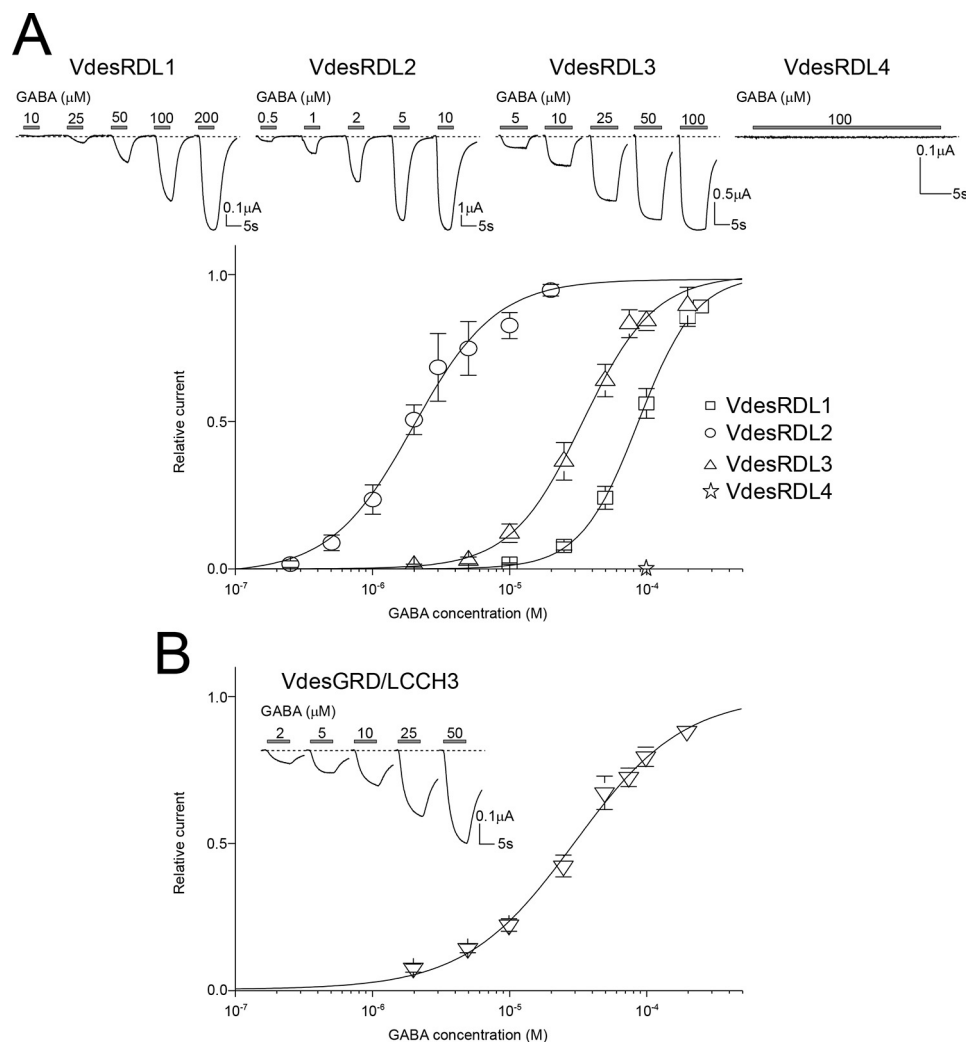 A
VdesRDL1 VdesRDL2 VdesRDL3 VdesRDL4
GABA (μM) GABA (μM) GABA (μM) GABA (μM)
10 25 50 100 200 0.5 1 2 5 10 5 10 25 50 100 100
0.1μA 1μA 0.5μA 0.1μA
5s 5s 5s 5s
1.0
0.5
0.0
Relative current
VdesRDL1
VdesRDL2
VdesRDL3
VdesRDL4
10-7 10-6 10-5 10-4
GABA concentration (M)
B
VdesGRD/LCCH3
GABA (μM)
2 5 10 25 50
0.1μA
5s
1.0
0.5
0.0
Relative current
10-7 10-6 10-5 10-4
GABA concentration (M)